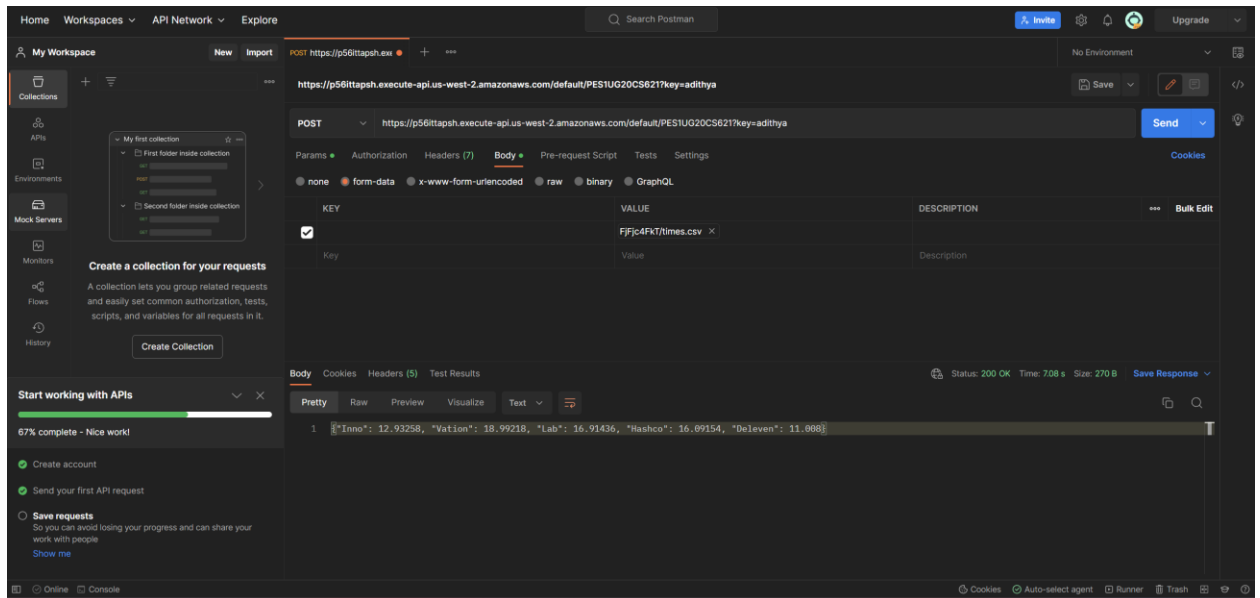 Home Workspaces API Network Explore Search Postman Invite Upgrade
My Workspace New Import POST https://p56ittapsh.exe No Environment
Collections
https://p56ittapsh.execute-api.us-west-2.amazonaws.com/default/PES1UG20CS621?key=adithya Save
APIs
Environments
Mock Servers
Monitors
Flows
History
My first collection
First folder inside collection
GET
POST
GET
Second folder inside collection
GET
GET
Create a collection for your requests
A collection lets you group related requests
and easily set common authorization, tests,
scripts, and variables for all requests in it.
Create Collection
POST https://p56ittapsh.execute-api.us-west-2.amazonaws.com/default/PES1UG20CS621?key=adithya Send
Params Authorization Headers (7) Body Pre-request Script Tests Settings Cookies
none form-data x-www-form-urlencoded raw binary GraphQL
KEY VALUE DESCRIPTION Bulk Edit
FjFjc4FkT/times.csv
Key Value Description
Body Cookies Headers (5) Test Results Status: 200 OK Time: 7.08 s Size: 270 B Save Response
Pretty Raw Preview Visualize Text
1 {"Inno": 12.93258, "Vation": 18.99218, "Lab": 16.91436, "Hashco": 16.09154, "Deleven": 11.008}
Start working with APIs
67% complete - Nice work!
Create account
Send your first API request
Save requests
So you can avoid losing your progress and can share your
work with people
Show me
Online Console Cookies Auto-select agent Runner Trash